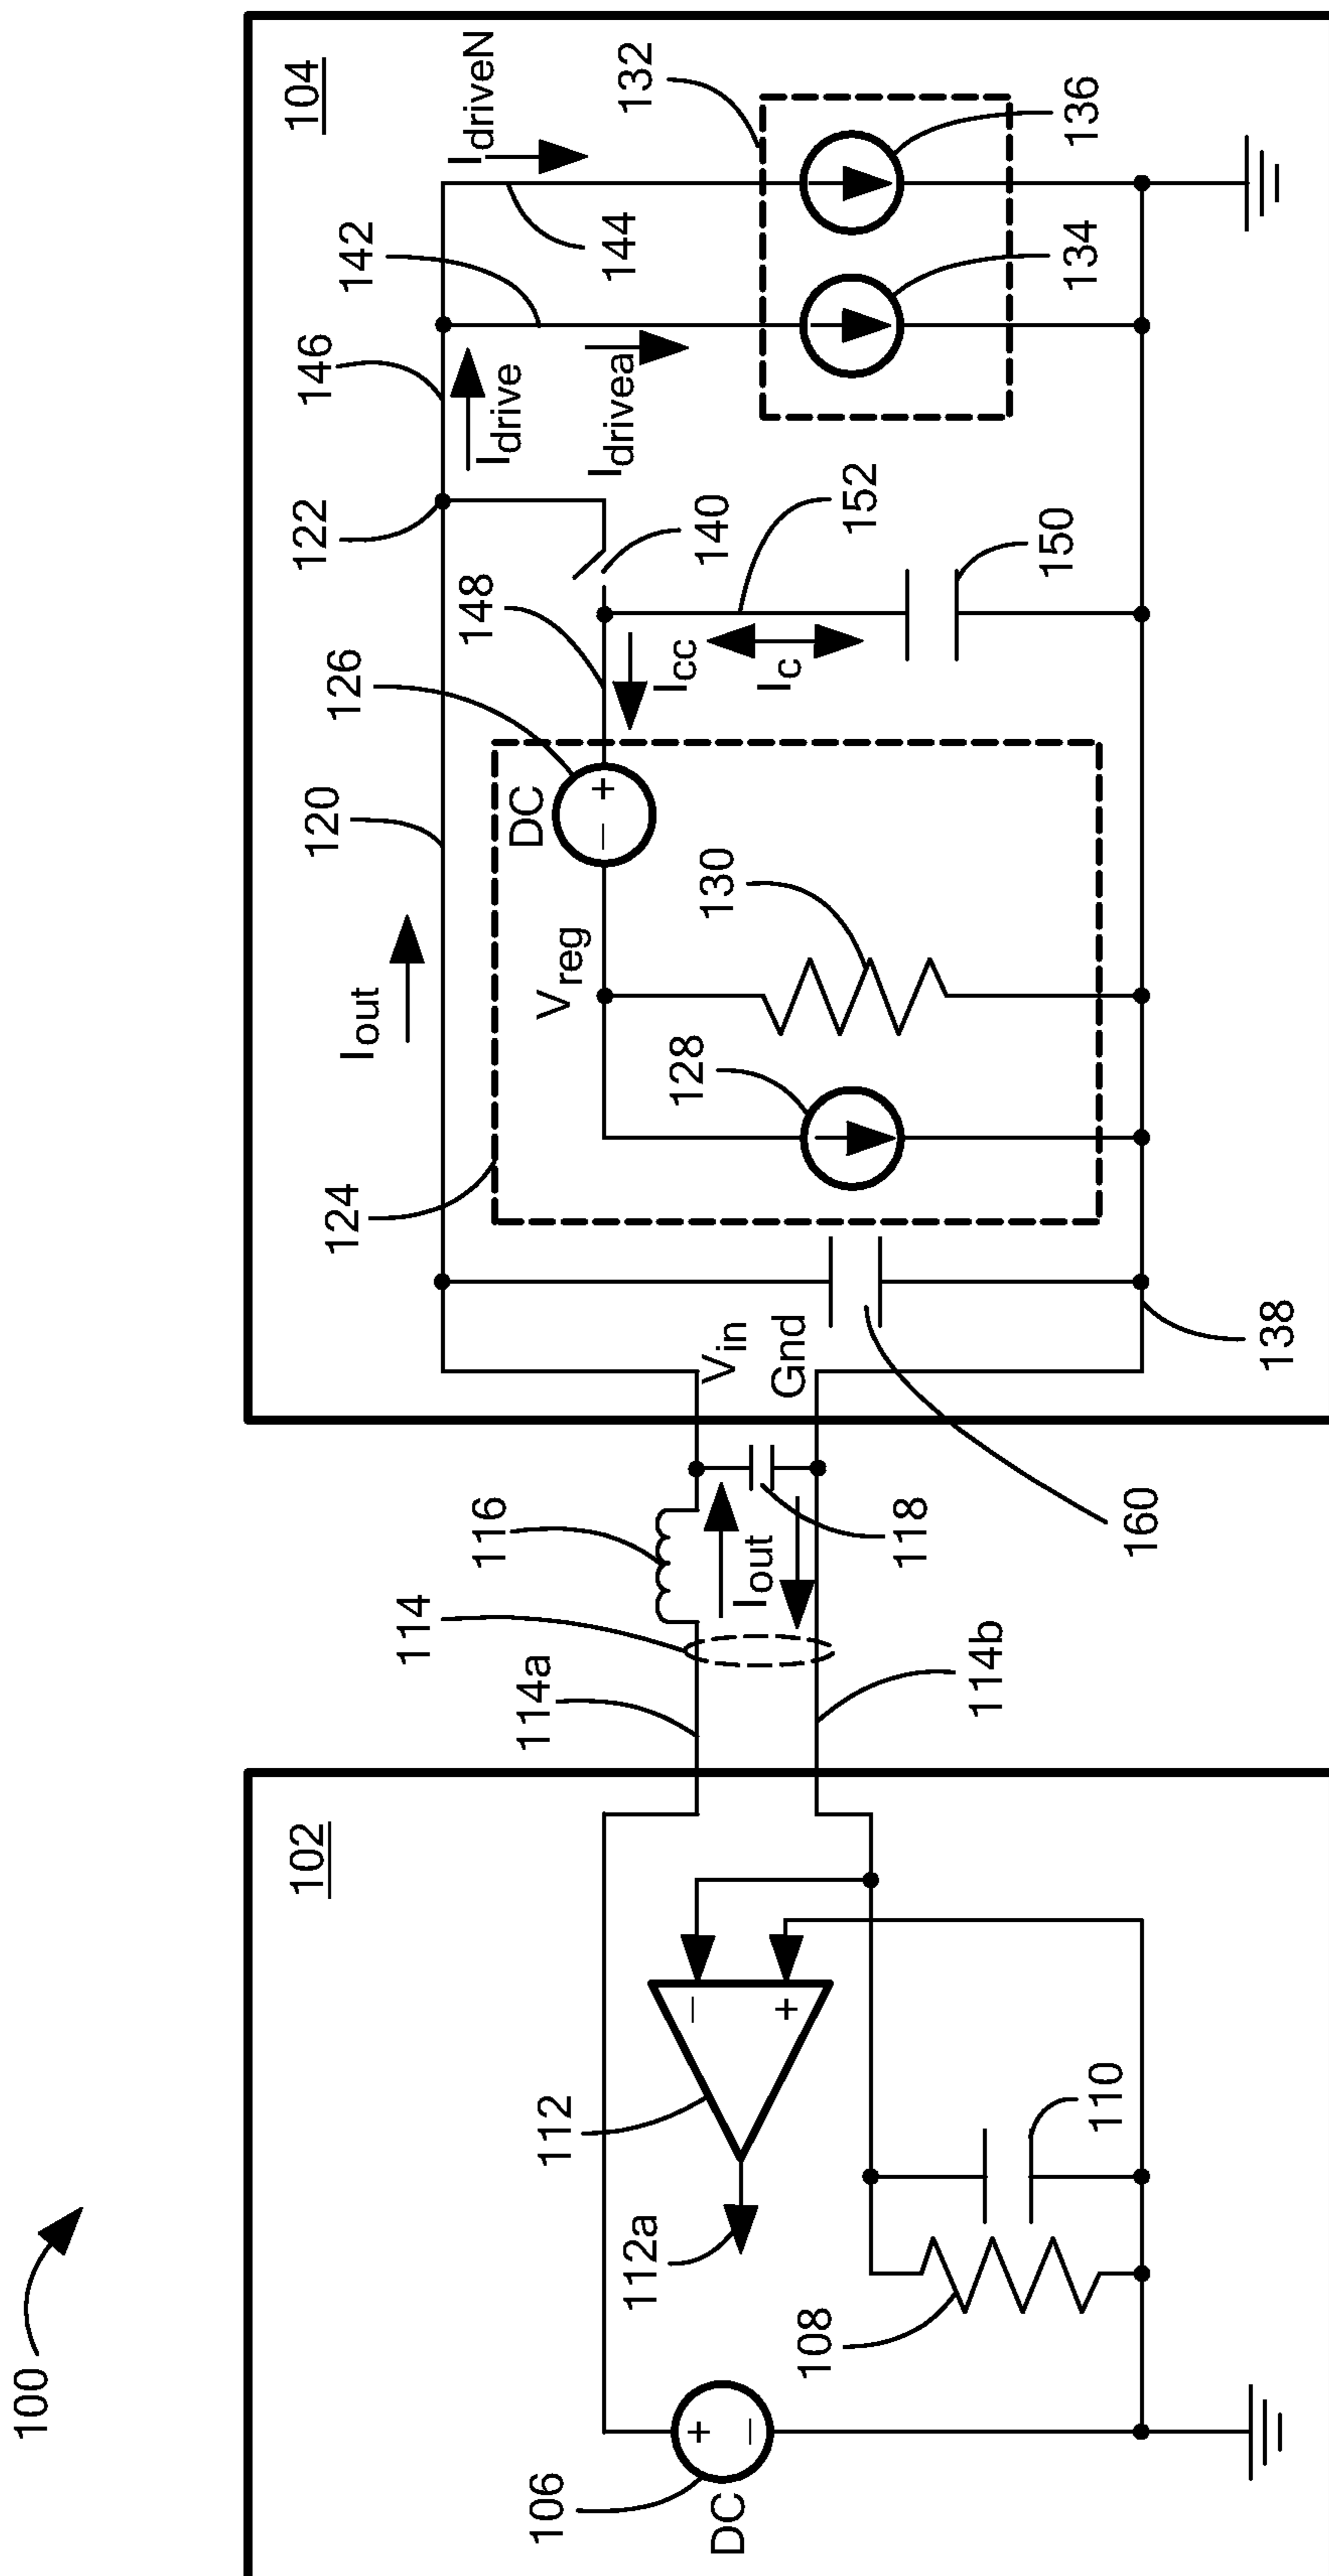 100
102
106
DC
+
–
108
110
112
112a
–
+
114
114a
114b
116
118
Iout
160
104
Vin
Gnd
138
Iout
120
122
124
126
DC
– +
Vreg
128
130
148
Icc
Ic
140
152
150
146
Idrive
142
Idrivea
144
IdriveN
132
134
136